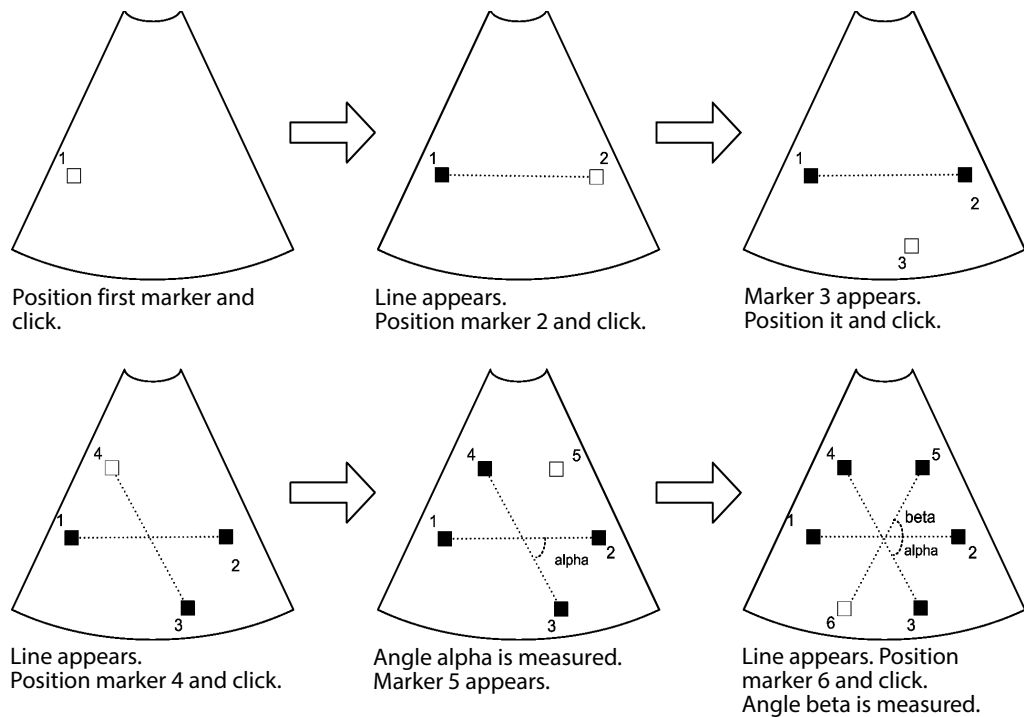 1
1
2
1
2
3
Position first marker and
click.
Line appears.
Position marker 2 and click.
Marker 3 appears.
Position it and click.
4
1
2
3
4
5
1
2
alpha
3
4
5
1
beta
alpha
2
6
3
Line appears.
Position marker 4 and click.
Angle alpha is measured.
Marker 5 appears.
Line appears. Position
marker 6 and click.
Angle beta is measured.